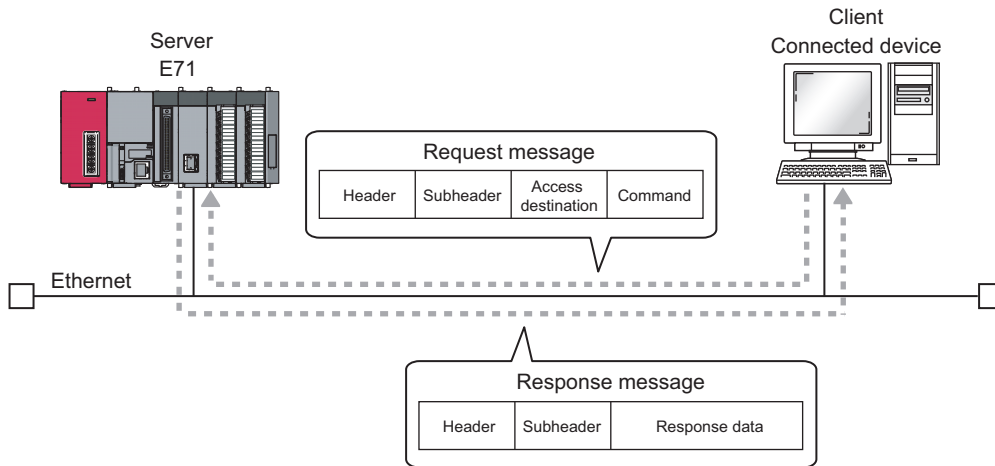 Server
E71
Client
Connected device
Request message
Header
Subheader
Access
destination
Command
Ethernet
Response message
Header
Subheader
Response data